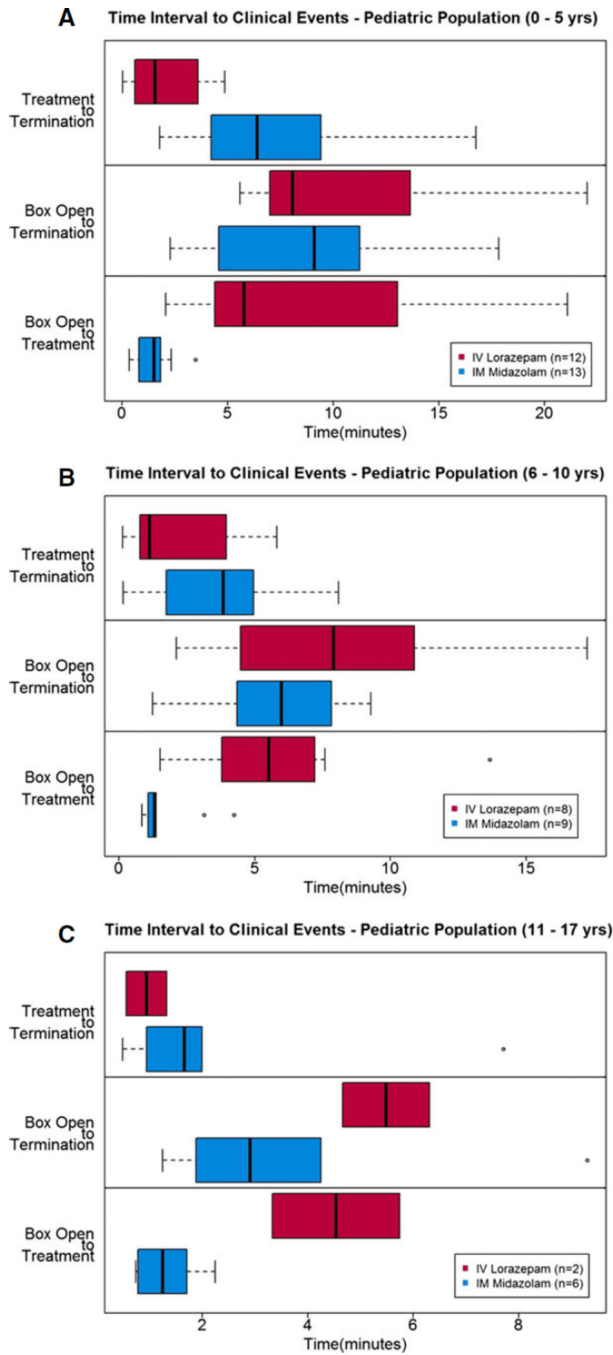 A Time Interval to Clinical Events - Pediatric Population (0 - 5 yrs)
Treatment
to
Termination
Box Open
to
Termination
Box Open
to
Treatment
IV Lorazepam (n=12)
IM Midazolam (n=13)
0 5 10 15 20
Time(minutes)
B Time Interval to Clinical Events - Pediatric Population (6 - 10 yrs)
Treatment
to
Termination
Box Open
to
Termination
Box Open
to
Treatment
IV Lorazepam (n=8)
IM Midazolam (n=9)
0 5 10 15
Time(minutes)
C Time Interval to Clinical Events - Pediatric Population (11 - 17 yrs)
Treatment
to
Termination
Box Open
to
Termination
Box Open
to
Treatment
IV Lorazepam (n=2)
IM Midazolam (n=6)
2 4 6 8
Time(minutes)